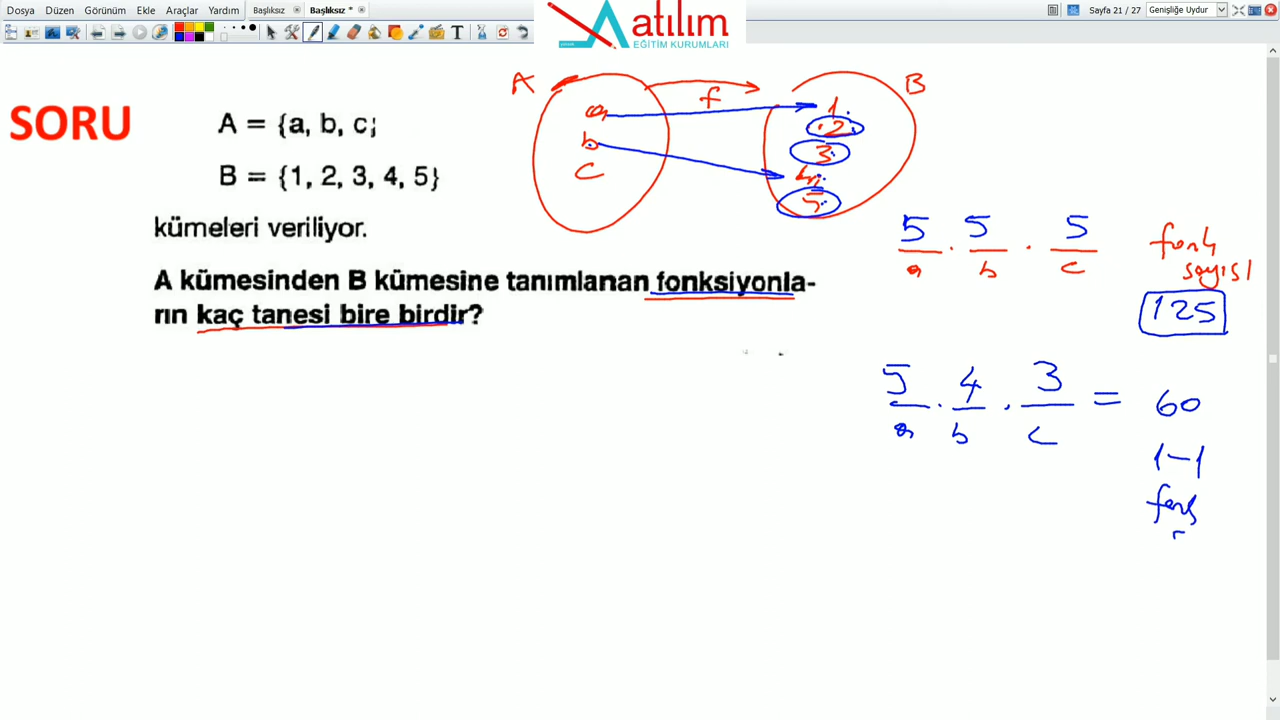 Dosya Düzen Görünüm Ekle Araçlar Yardım Başlıksız Başlıksız * Sayfa 21 / 27 Genişliğe Uydur
atılım
EĞİTİM KURUMLARI
SORU
A = {a, b, c;
B = {1, 2, 3, 4, 5}
kümeleri veriliyor.
A kümesinden B kümesine tanımlanan fonksiyonla-
rın kaç tanesi bire birdir?
A f B
a 1
b 2
c 3
4
5
5 . 5 . 5 fonk
a b c sayısı
125
5 . 4 . 3 = 60
a b c
1-1
fonk